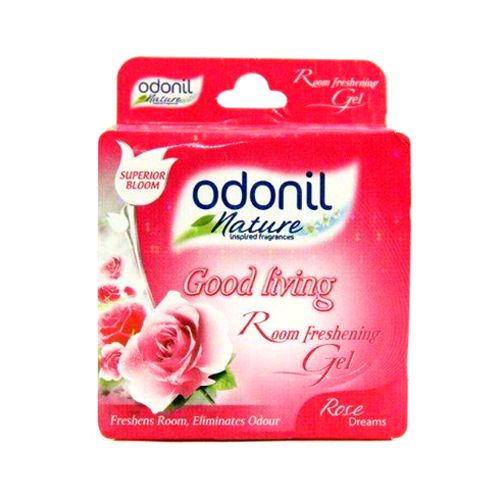 odonil
Nature
Room Freshening
Gel
SUPERIOR
BLOOM
odonil
Nature
inspired fragrances
Good living
Room Freshening
Gel
Freshens Room, Eliminates Odour
Rose
Dreams